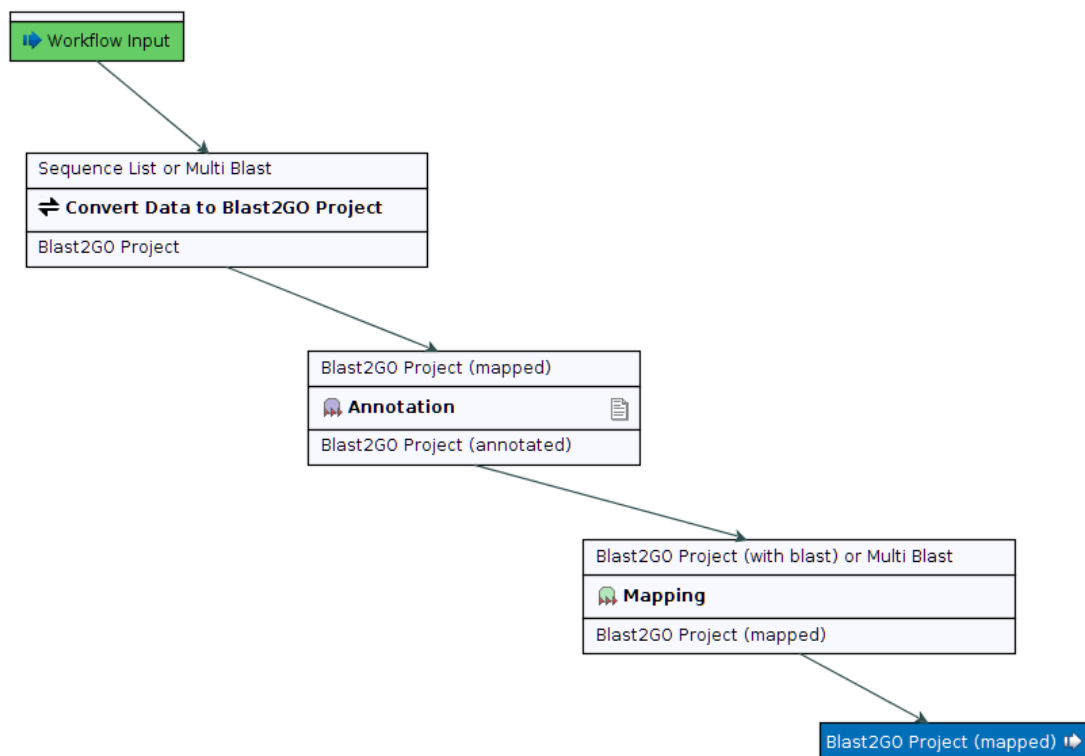 Workflow Input
Sequence List or Multi Blast
Convert Data to Blast2GO Project
Blast2GO Project
Blast2GO Project (mapped)
Annotation
Blast2GO Project (annotated)
Blast2GO Project (with blast) or Multi Blast
Mapping
Blast2GO Project (mapped)
Blast2GO Project (mapped)